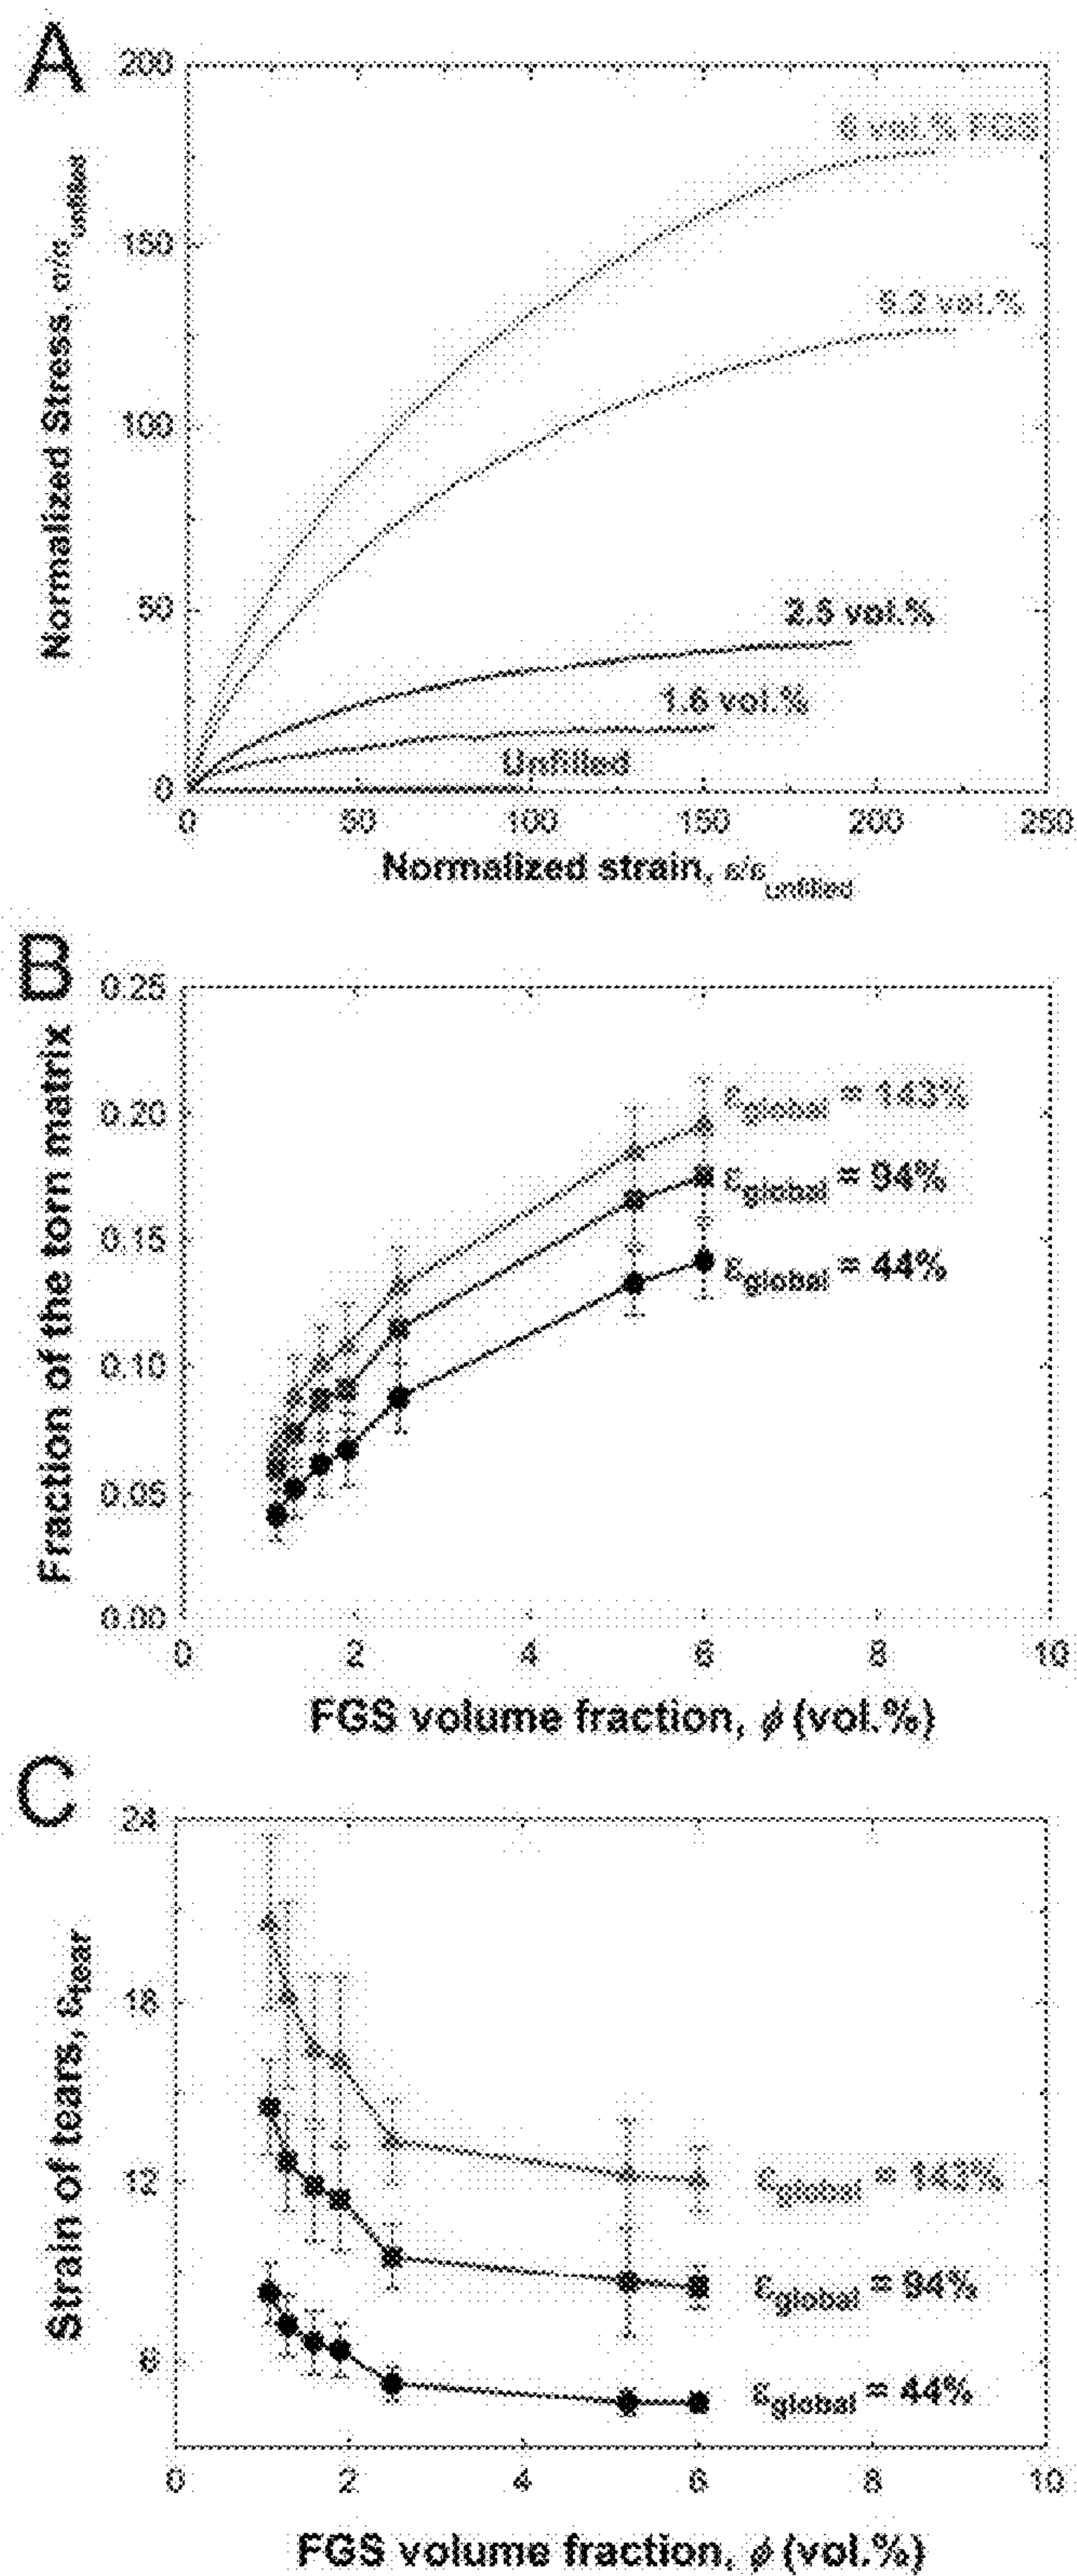 A
200
6 vol.% FGS
150
5.2 vol.%
100
50
2.5 vol.%
1.6 vol.%
Unfilled
0
0 50 100 150 200 250
Normalized Stress, σ/σunfilled
Normalized strain, ε/εunfilled
B
0.25
0.20
0.15
0.10
0.05
0.00
εglobal = 143%
εglobal = 94%
εglobal = 44%
0 2 4 6 8 10
Fraction of the torn matrix
FGS volume fraction, ϕ (vol.%)
C
24
18
12
6
εglobal = 143%
εglobal = 94%
εglobal = 44%
0 2 4 6 8 10
Strain of tears, εtear
FGS volume fraction, ϕ (vol.%)